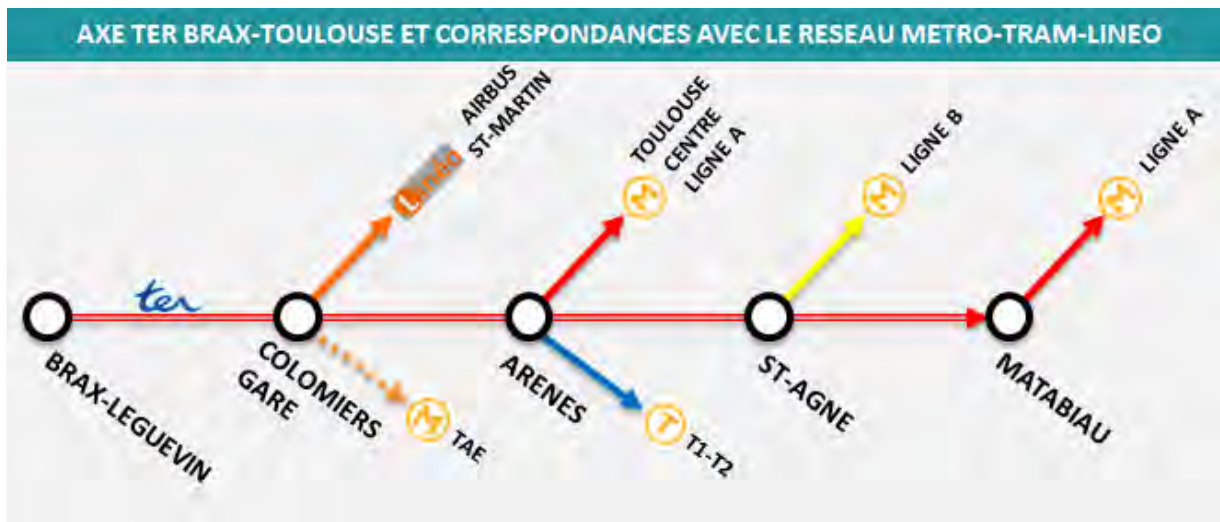 AXE TER BRAX-TOULOUSE ET CORRESPONDANCES AVEC LE RESEAU METRO-TRAM-LINEO
Linéo
AIRBUS
ST-MARTIN
TOULOUSE
CENTRE
LIGNE A
M
LIGNE B
M
LIGNE A
M
ter
BRAX-LEGUEVIN
COLOMIERS
GARE
ARENES
ST-AGNE
MATABIAU
M
TAE
T
T1-T2